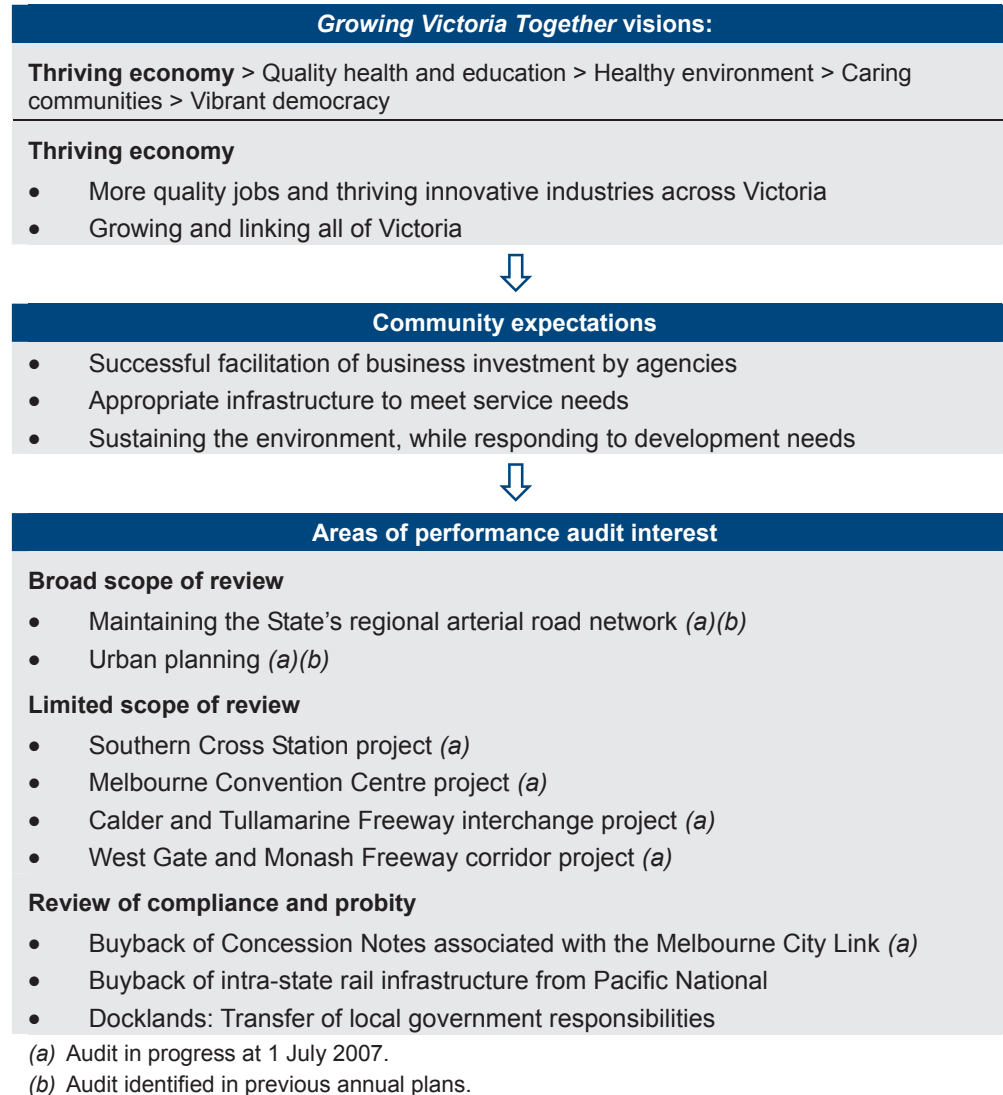 Growing Victoria Together visions:
Thriving economy > Quality health and education > Healthy environment > Caring
communities > Vibrant democracy
Thriving economy
• More quality jobs and thriving innovative industries across Victoria
• Growing and linking all of Victoria
Community expectations
• Successful facilitation of business investment by agencies
• Appropriate infrastructure to meet service needs
• Sustaining the environment, while responding to development needs
Areas of performance audit interest
Broad scope of review
• Maintaining the State’s regional arterial road network (a)(b)
• Urban planning (a)(b)
Limited scope of review
• Southern Cross Station project (a)
• Melbourne Convention Centre project (a)
• Calder and Tullamarine Freeway interchange project (a)
• West Gate and Monash Freeway corridor project (a)
Review of compliance and probity
• Buyback of Concession Notes associated with the Melbourne City Link (a)
• Buyback of intra-state rail infrastructure from Pacific National
• Docklands: Transfer of local government responsibilities
(a) Audit in progress at 1 July 2007.
(b) Audit identified in previous annual plans.